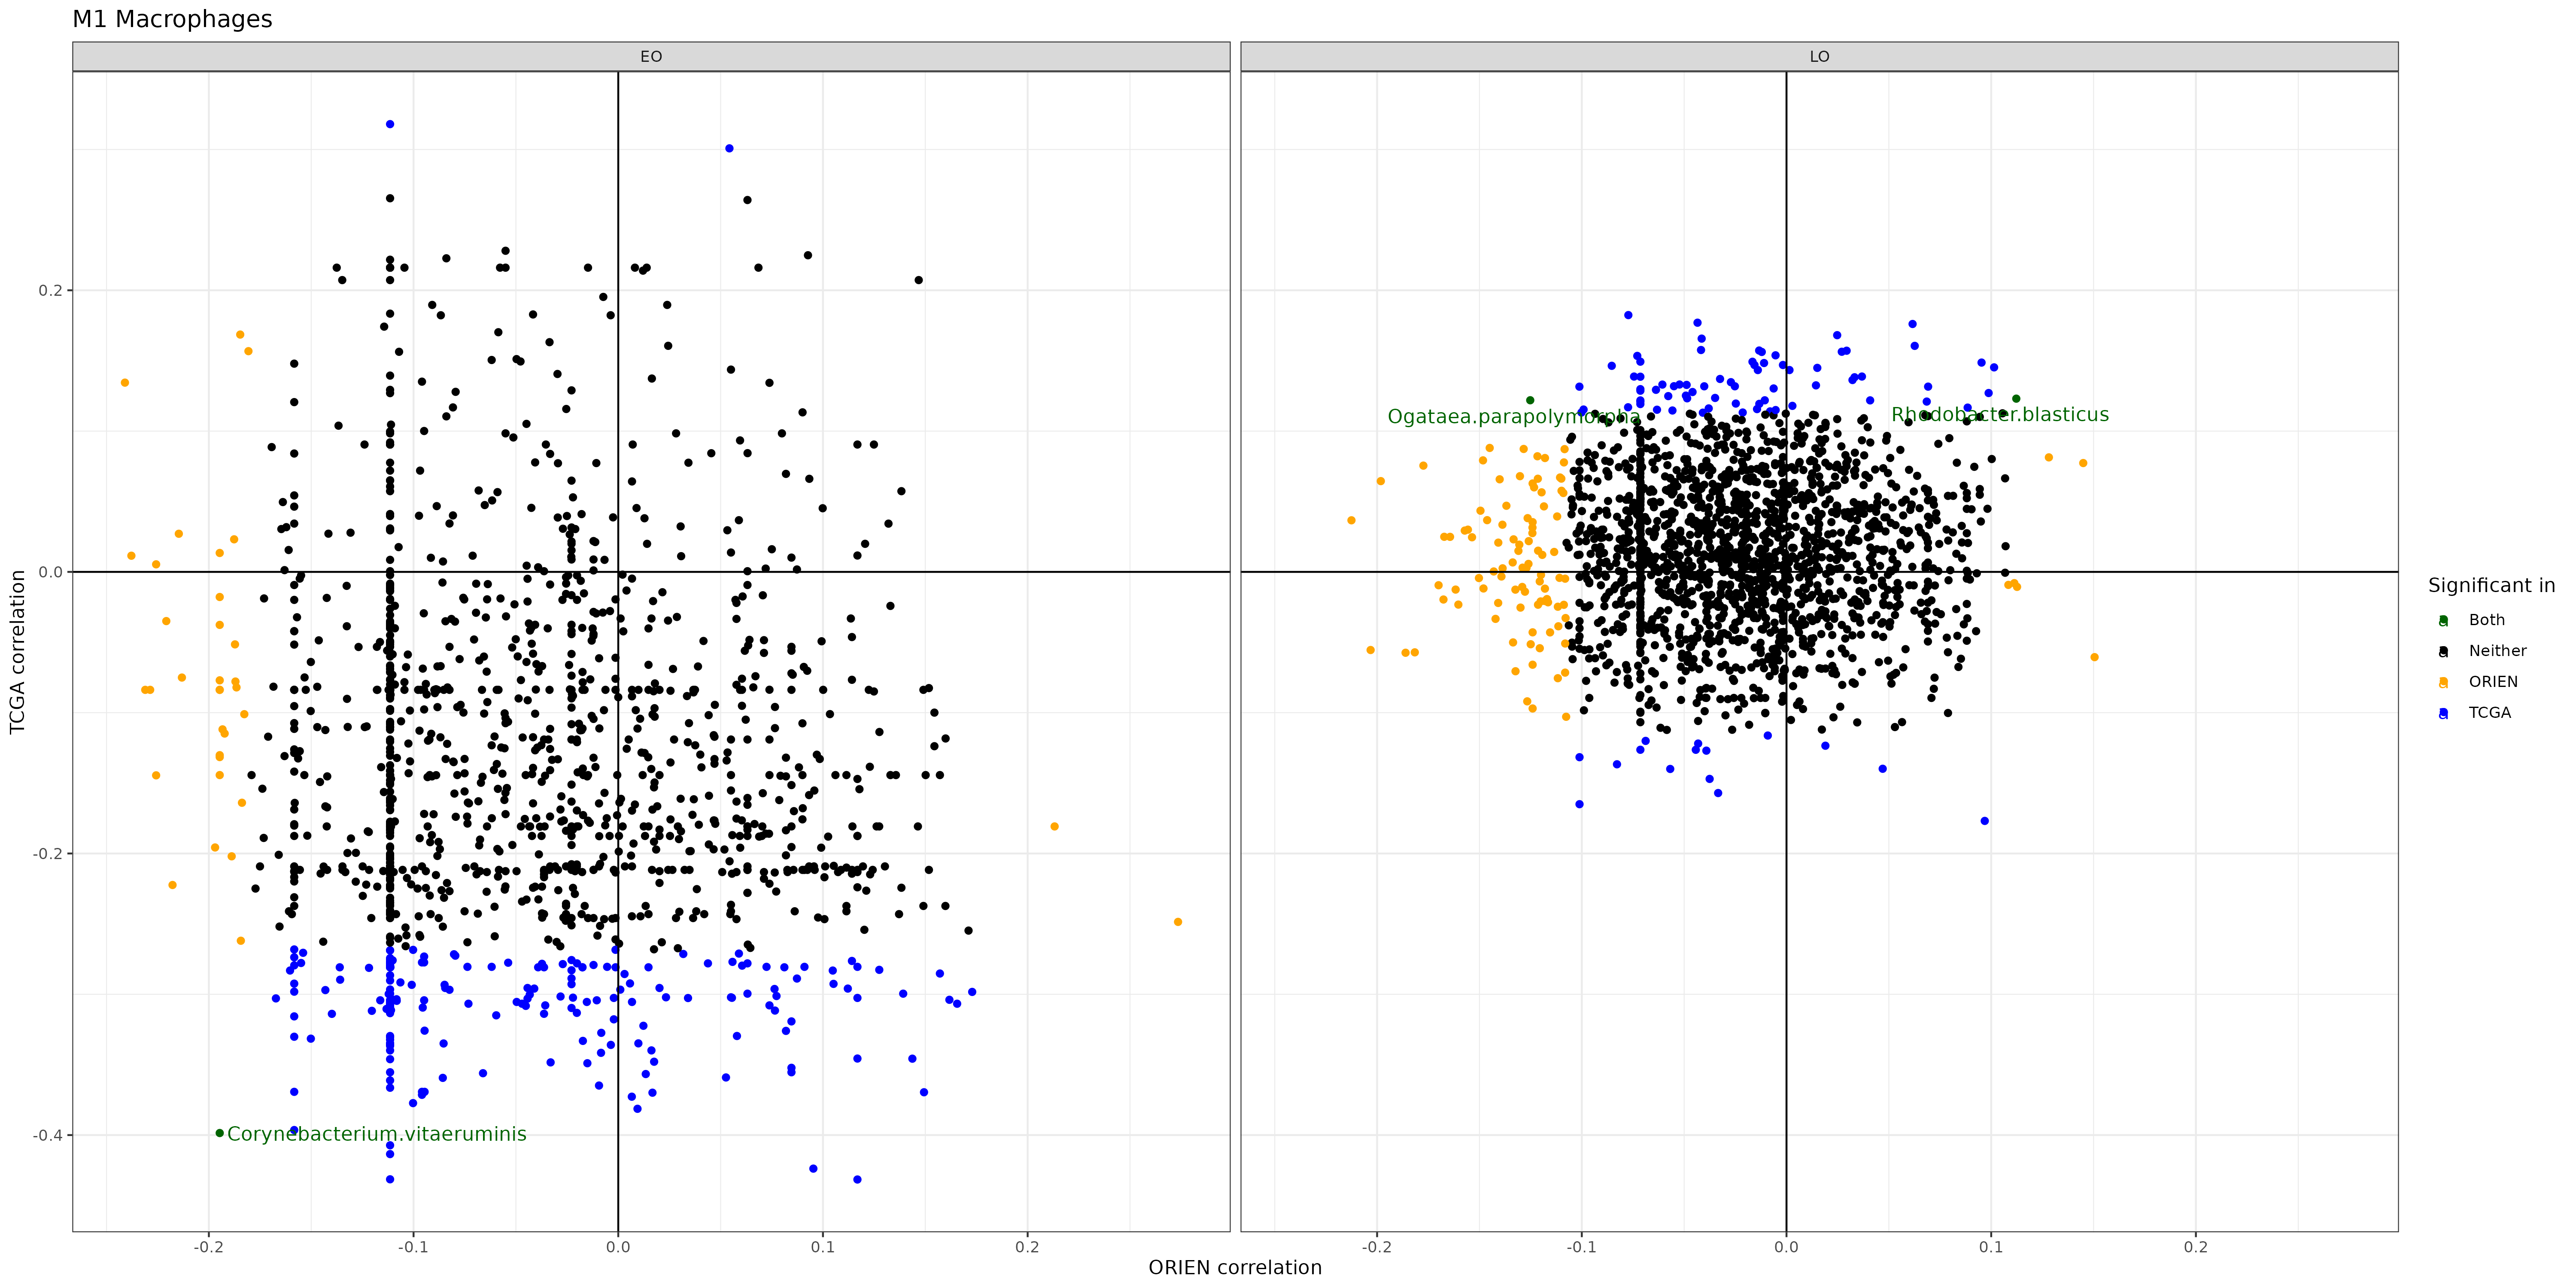 M1 Macrophages
EO
LO
0.2
0.0
-0.2
-0.4
TCGA correlation
Ogataea.parapolymorpha
Rhodobacter.blasticus
Corynebacterium.vitaeruminis
-0.2
-0.1
0.0
0.1
0.2
-0.2
-0.1
0.0
0.1
0.2
ORIEN correlation
Significant in
a Both
a Neither
a ORIEN
a TCGA